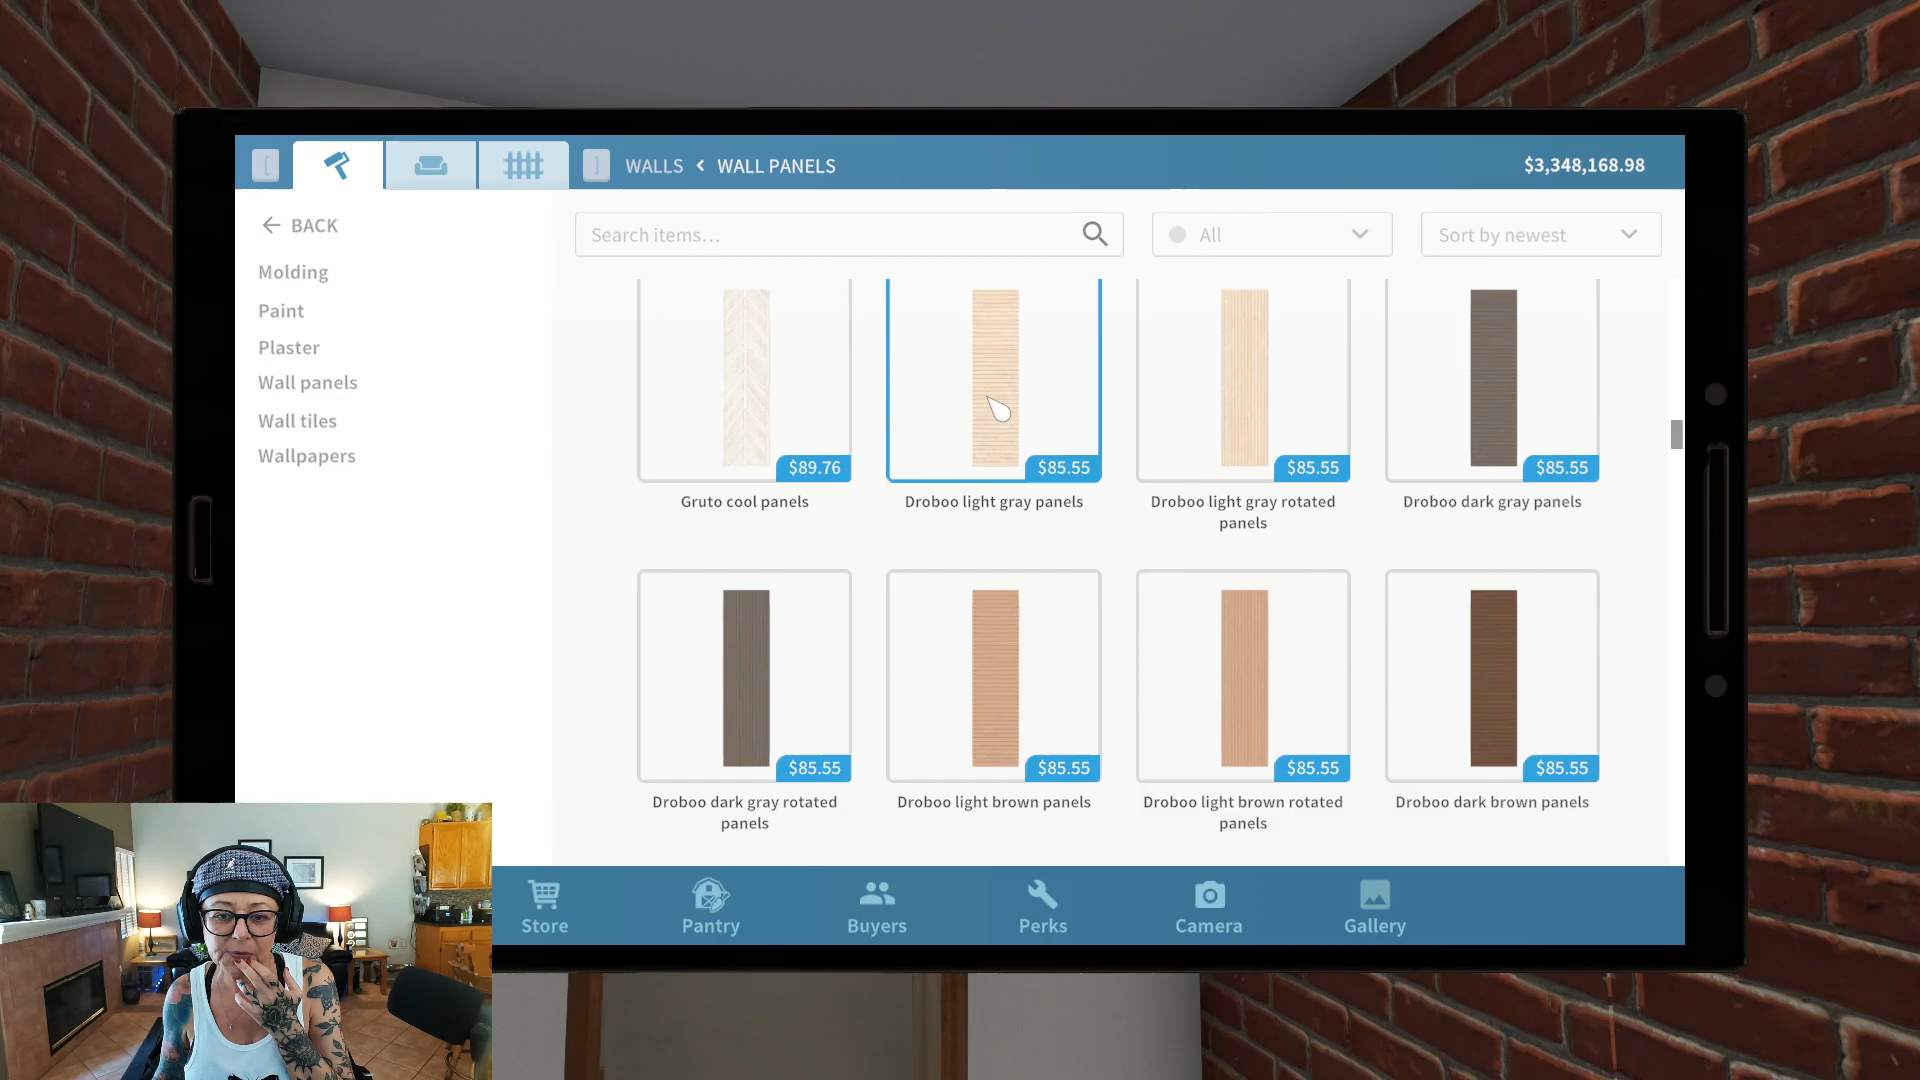 [
]
WALLS < WALL PANELS
$3,348,168.98
BACK
Molding
Paint
Plaster
Wall panels
Wall tiles
Wallpapers
Search items...
All
Sort by newest
$89.76
$85.55
$85.55
$85.55
Gruto cool panels
Droboo light gray panels
Droboo light gray rotated
panels
Droboo dark gray panels
$85.55
$85.55
$85.55
$85.55
Droboo dark gray rotated
panels
Droboo light brown panels
Droboo light brown rotated
panels
Droboo dark brown panels
Store
Pantry
Buyers
Perks
Camera
Gallery